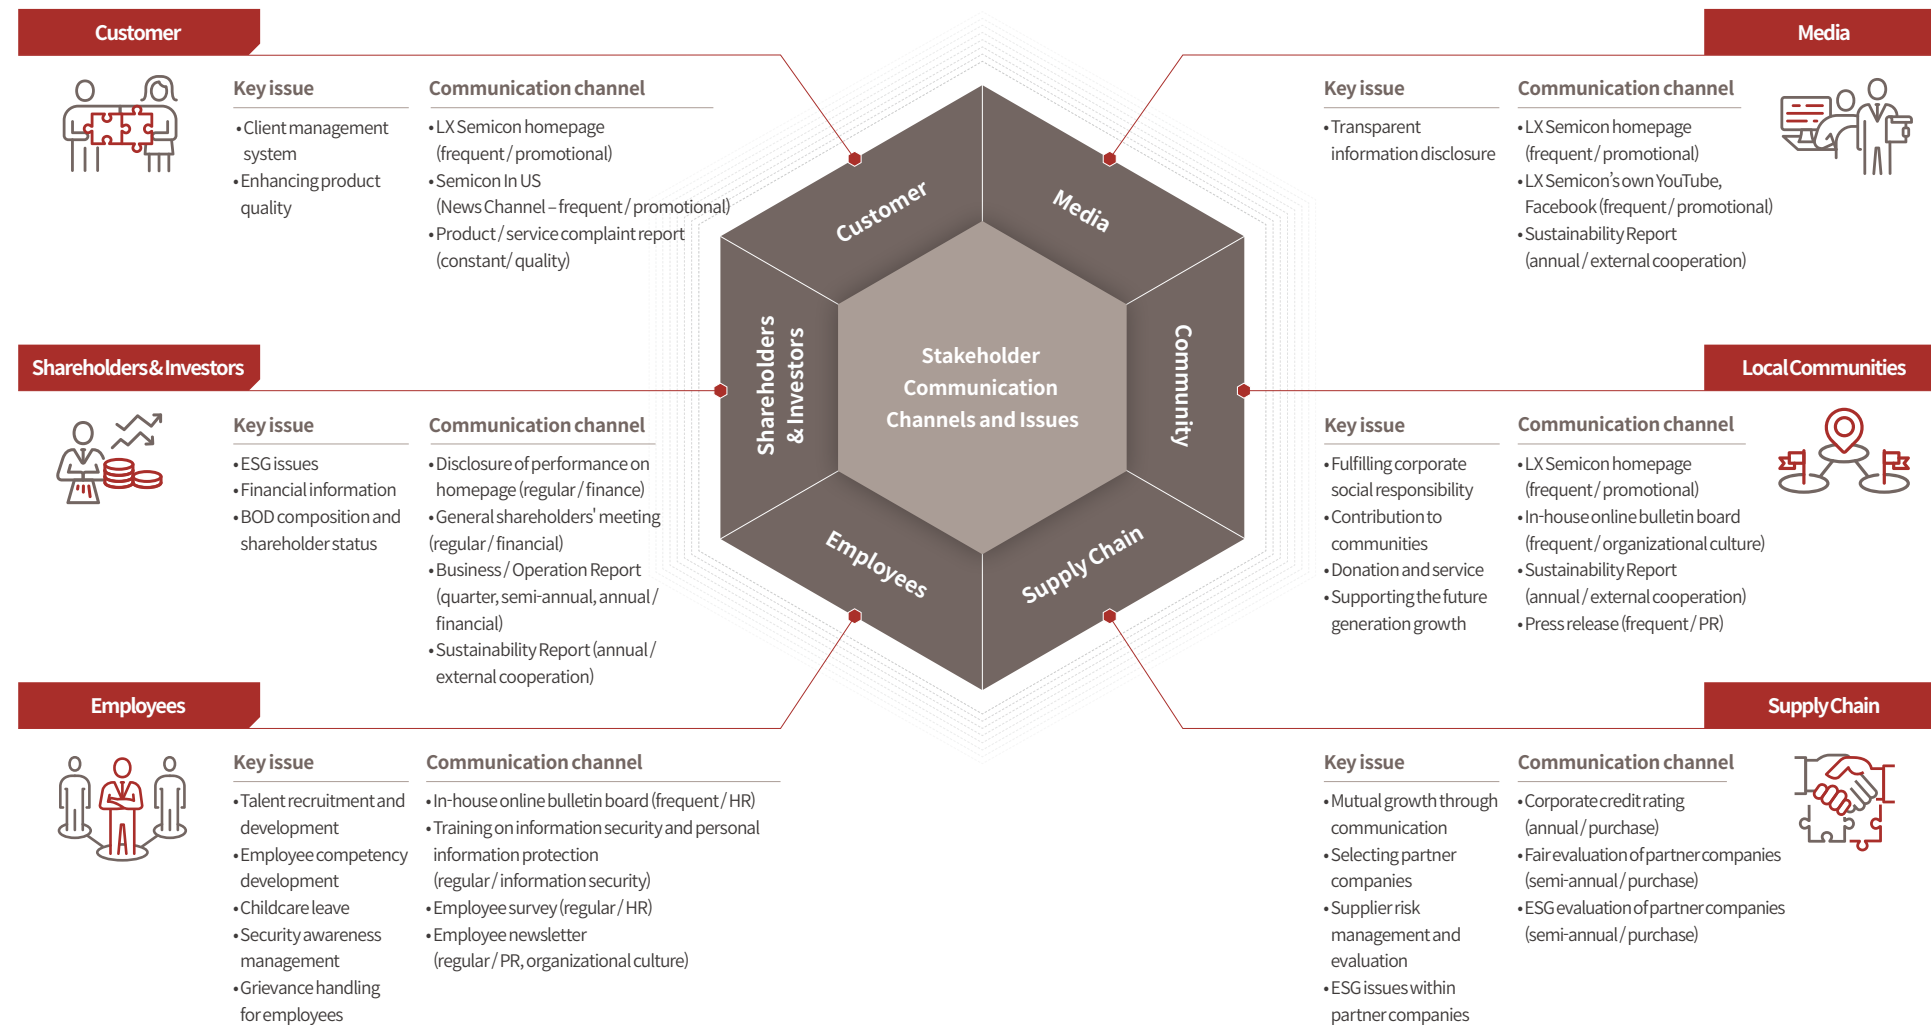 Customer
Key issue
• Client management
system
• Enhancing product
quality
Communication channel
• LX Semicon homepage
(frequent / promotional)
• Semicon In US
(News Channel – frequent / promotional)
• Product / service complaint report
(constant/ quality)
Shareholders & Investors
Key issue
• ESG issues
• Financial information
• BOD composition and
shareholder status
Communication channel
• Disclosure of performance on
homepage (regular / finance)
• General shareholders' meeting
(regular / financial)
• Business / Operation Report
(quarter, semi-annual, annual /
financial)
• Sustainability Report (annual /
external cooperation)
Employees
Key issue
• Talent recruitment and
development
• Employee competency
development
• Childcare leave
• Security awareness
management
• Grievance handling
for employees
Communication channel
• In-house online bulletin board (frequent / HR)
• Training on information security and personal
information protection
(regular / information security)
• Employee survey (regular / HR)
• Employee newsletter
(regular / PR, organizational culture)
Customer
Media
Shareholders
& Investors
Community
Employees
Supply Chain
Stakeholder
Communication
Channels and Issues
Media
Key issue
• Transparent
information disclosure
Communication channel
• LX Semicon homepage
(frequent / promotional)
• LX Semicon’s own YouTube,
Facebook (frequent / promotional)
• Sustainability Report
(annual / external cooperation)
Local Communities
Key issue
• Fulfilling corporate
social responsibility
• Contribution to
communities
• Donation and service
• Supporting the future
generation growth
Communication channel
• LX Semicon homepage
(frequent / promotional)
• In-house online bulletin board
(frequent / organizational culture)
• Sustainability Report
(annual / external cooperation)
• Press release (frequent / PR)
Supply Chain
Key issue
• Mutual growth through
communication
• Selecting partner
companies
• Supplier risk
management and
evaluation
• ESG issues within
partner companies
Communication channel
• Corporate credit rating
(annual / purchase)
• Fair evaluation of partner companies
(semi-annual / purchase)
• ESG evaluation of partner companies
(semi-annual / purchase)